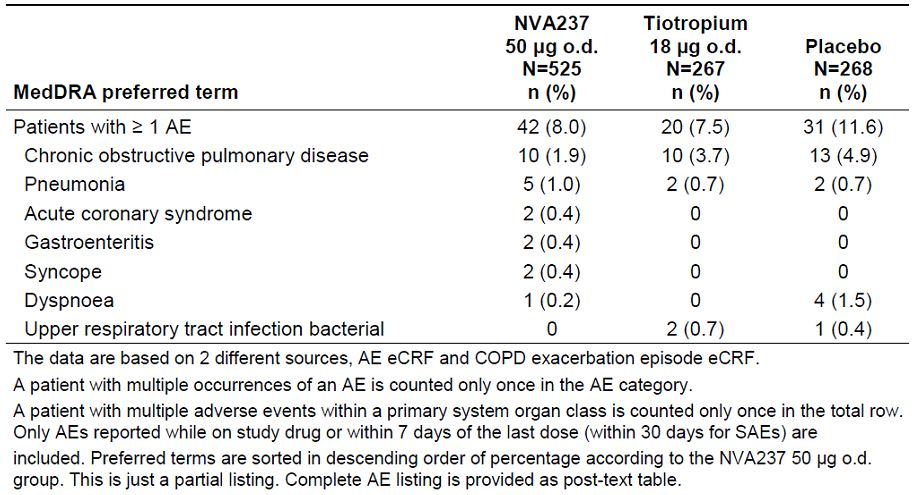 NVA237 Tiotropium
50 µg o.d. 18 µg o.d. Placebo
N=525 N=267 N=268
MedDRA preferred term n (%) n (%) n (%)
Patients with ≥ 1 AE 42 (8.0) 20 (7.5) 31 (11.6)
Chronic obstructive pulmonary disease 10 (1.9) 10 (3.7) 13 (4.9)
Pneumonia 5 (1.0) 2 (0.7) 2 (0.7)
Acute coronary syndrome 2 (0.4) 0 0
Gastroenteritis 2 (0.4) 0 0
Syncope 2 (0.4) 0 0
Dyspnoea 1 (0.2) 0 4 (1.5)
Upper respiratory tract infection bacterial 0 2 (0.7) 1 (0.4)
The data are based on 2 different sources, AE eCRF and COPD exacerbation episode eCRF.
A patient with multiple occurrences of an AE is counted only once in the AE category.
A patient with multiple adverse events within a primary system organ class is counted only once in the total row.
Only AEs reported while on study drug or within 7 days of the last dose (within 30 days for SAEs) are
included. Preferred terms are sorted in descending order of percentage according to the NVA237 50 µg o.d.
group. This is just a partial listing. Complete AE listing is provided as post-text table.